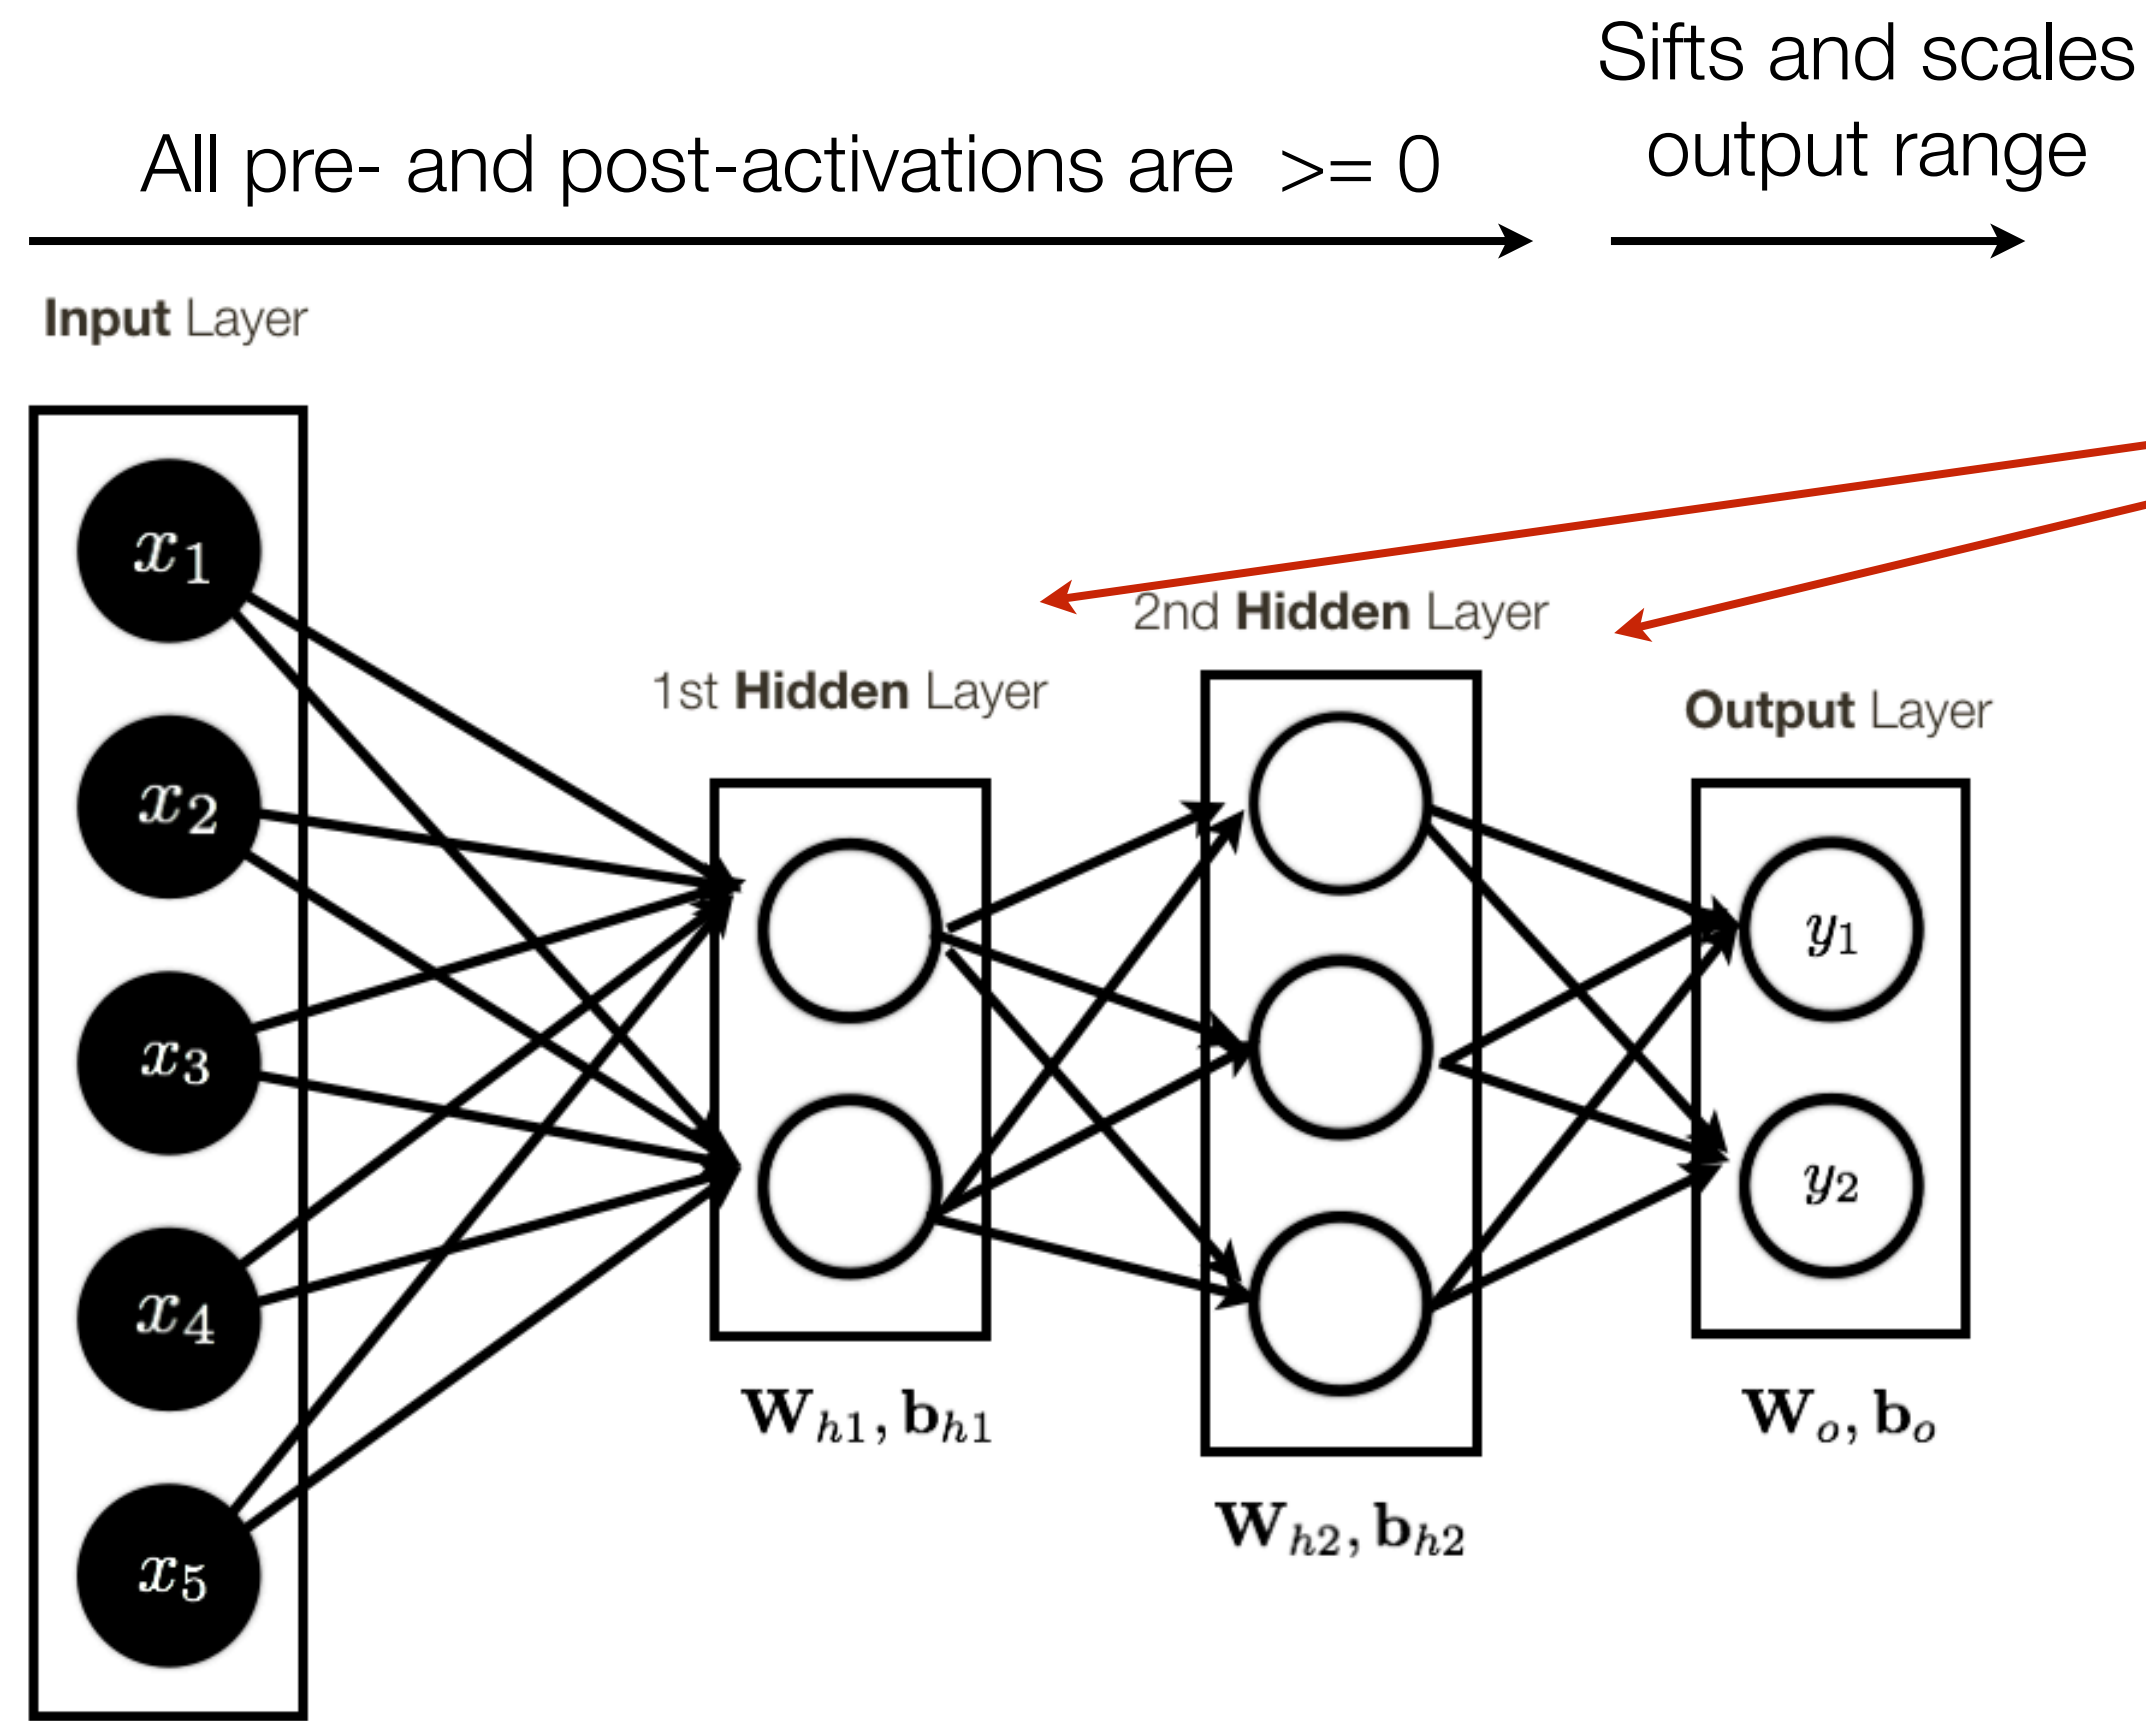 Sifts and scales
output range
All pre- and post-activations are >= 0
Input Layer
1st Hidden Layer
2nd Hidden Layer
Output Layer
x1
x2
x3
x4
x5
y1
y2
Wh1, bh1
Wh2, bh2
Wo, bo